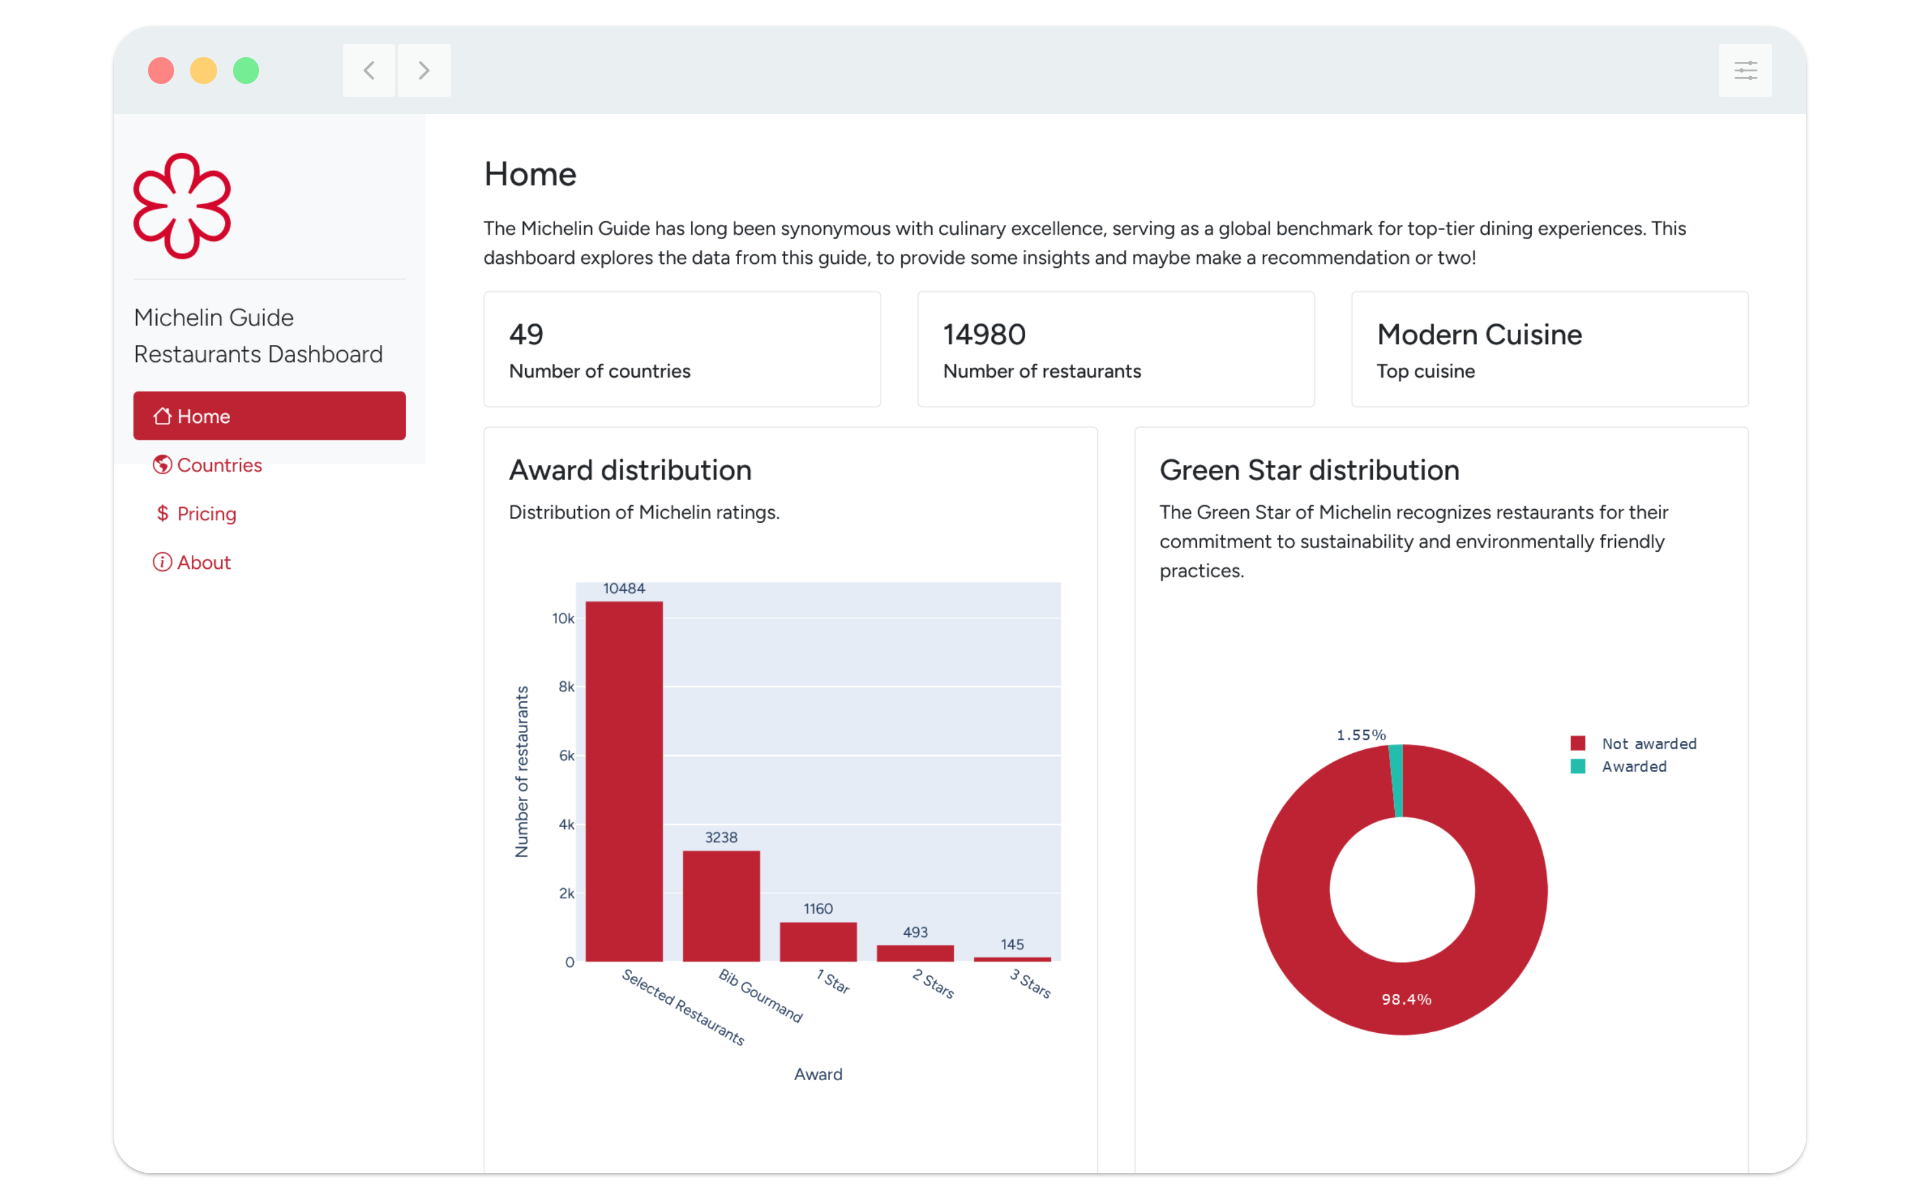 Michelin Guide
Restaurants Dashboard
Home
Countries
$ Pricing
About
Home
The Michelin Guide has long been synonymous with culinary excellence, serving as a global benchmark for top-tier dining experiences. This
dashboard explores the data from this guide, to provide some insights and maybe make a recommendation or two!
49
Number of countries
14980
Number of restaurants
Modern Cuisine
Top cuisine
Award distribution
Distribution of Michelin ratings.
Number of restaurants
10k
8k
6k
4k
2k
0
10484
3238
1160
493
145
Selected Restaurants
Bib Gourmand
1 Star
2 Stars
3 Stars
Award
Green Star distribution
The Green Star of Michelin recognizes restaurants for their
commitment to sustainability and environmentally friendly
practices.
1.55%
98.4%
Not awarded
Awarded